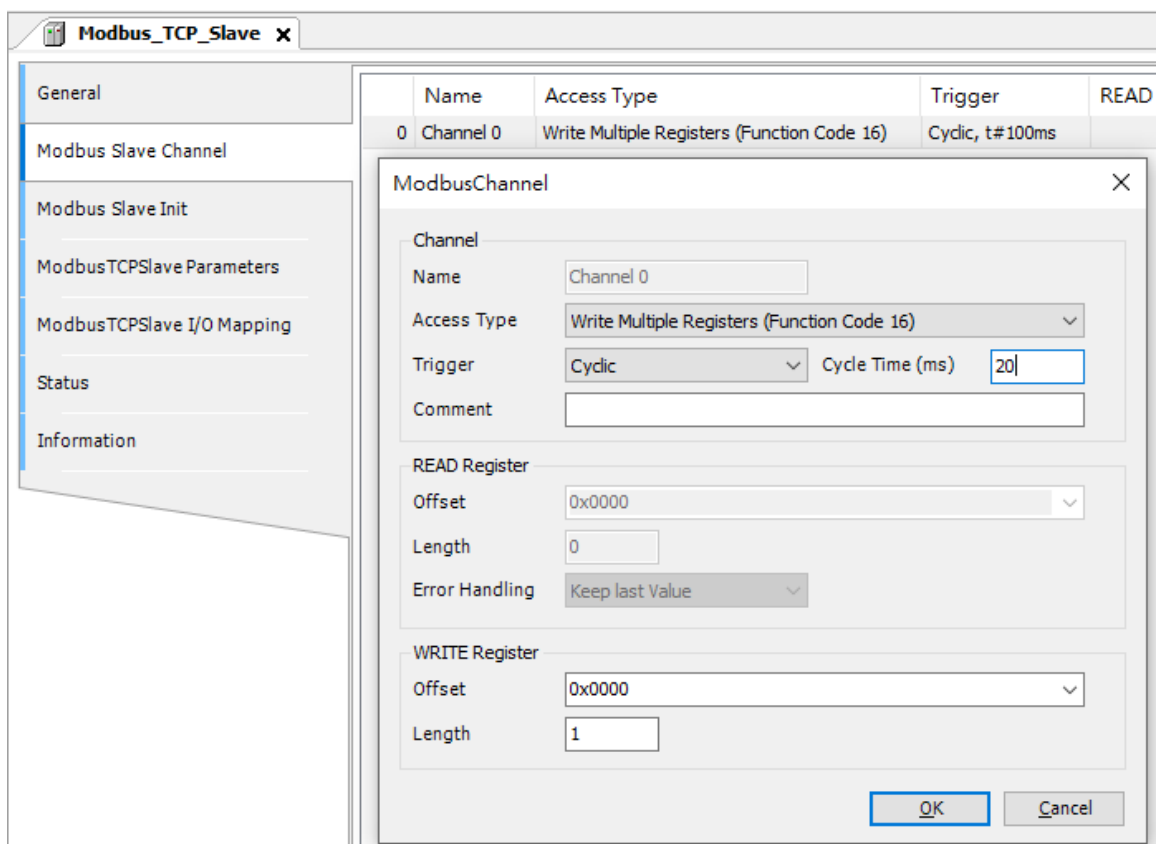 Modbus_TCP_Slave
General
Modbus Slave Channel
Modbus Slave Init
ModbusTCPSlave Parameters
ModbusTCPSlave I/O Mapping
Status
Information
Name Access Type Trigger READ
0 Channel 0 Write Multiple Registers (Function Code 16) Cyclic, t#100ms
ModbusChannel
Channel
Name Channel 0
Access Type Write Multiple Registers (Function Code 16)
Trigger Cyclic Cycle Time (ms) 20
Comment
READ Register
Offset 0x0000
Length 0
Error Handling Keep last Value
WRITE Register
Offset 0x0000
Length 1
OK Cancel